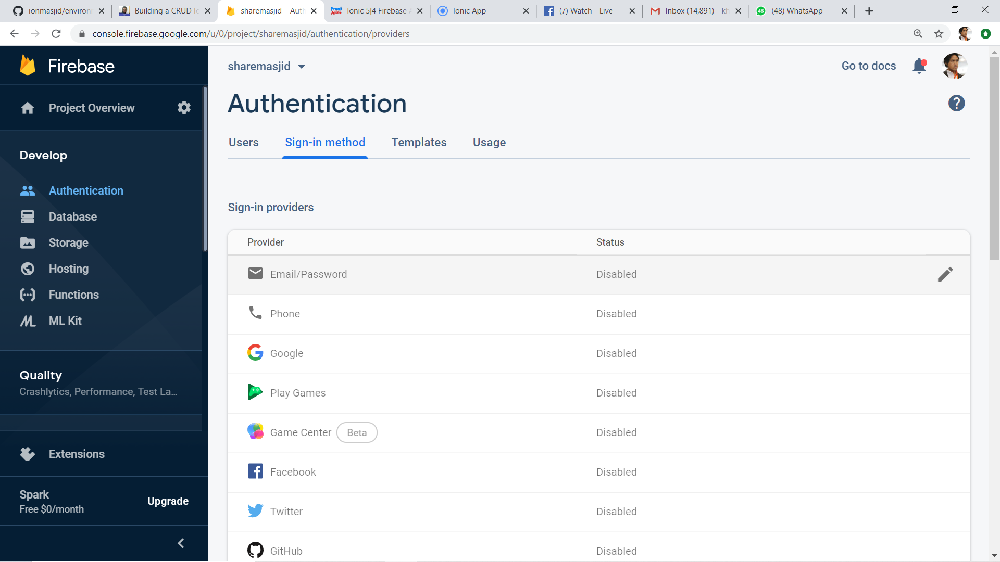 ionmasjid/environn
Building a CRUD Io
sharemasjid – Auth
Ionic 5|4 Firebase A
Ionic App
(7) Watch - Live
Inbox (14,891) - kh
48
(48) WhatsApp
console.firebase.google.com/u/0/project/sharemasjid/authentication/providers
Firebase
Project Overview
Develop
Authentication
Database
Storage
Hosting
Functions
ML Kit
Quality
Crashlytics, Performance, Test La...
Extensions
Spark
Free $0/month
Upgrade
sharemasjid
Go to docs
Authentication
Users
Sign-in method
Templates
Usage
Sign-in providers
Provider
Status
Email/Password
Disabled
Phone
Disabled
Google
Disabled
Play Games
Disabled
Game Center
Beta
Disabled
Facebook
Disabled
Twitter
Disabled
GitHub
Disabled